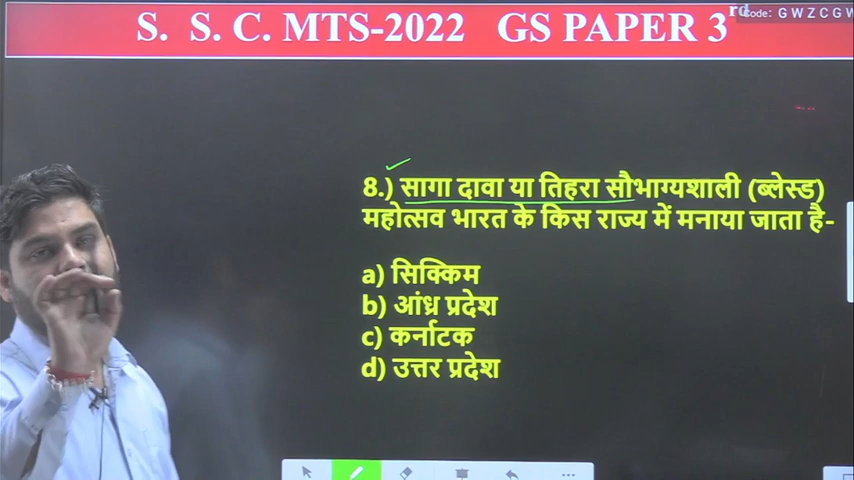 S. S. C. MTS-2022 GS PAPER 3
rd
Code: G W Z C G W
8.) सागा दावा या तिहरा सौभाग्यशाली (ब्लेस्ड)
महोत्सव भारत के किस राज्य में मनाया जाता है-
a) सिक्किम
b) आंध्र प्रदेश
c) कर्नाटक
d) उत्तर प्रदेश